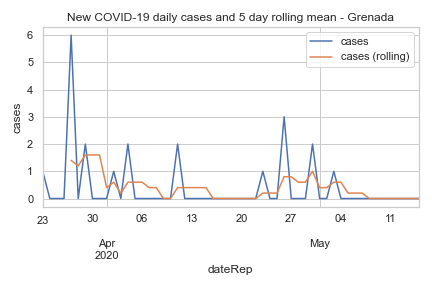 New COVID-19 daily cases and 5 day rolling mean - Grenada
cases
cases (rolling)
cases
6
5
4
3
2
1
0
23 30 06 13 20 27 04 11
Apr May
2020
dateRep